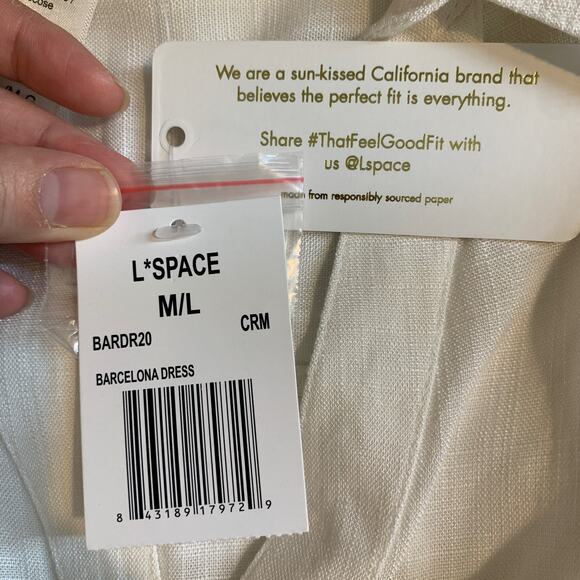 cose
We are a sun-kissed California brand that
believes the perfect fit is everything.
Share #ThatFeelGoodFit with
us @Lspace
made from responsibly sourced paper
L*SPACE
M/L
BARDR20
CRM
BARCELONA DRESS
8 43189 17972 9